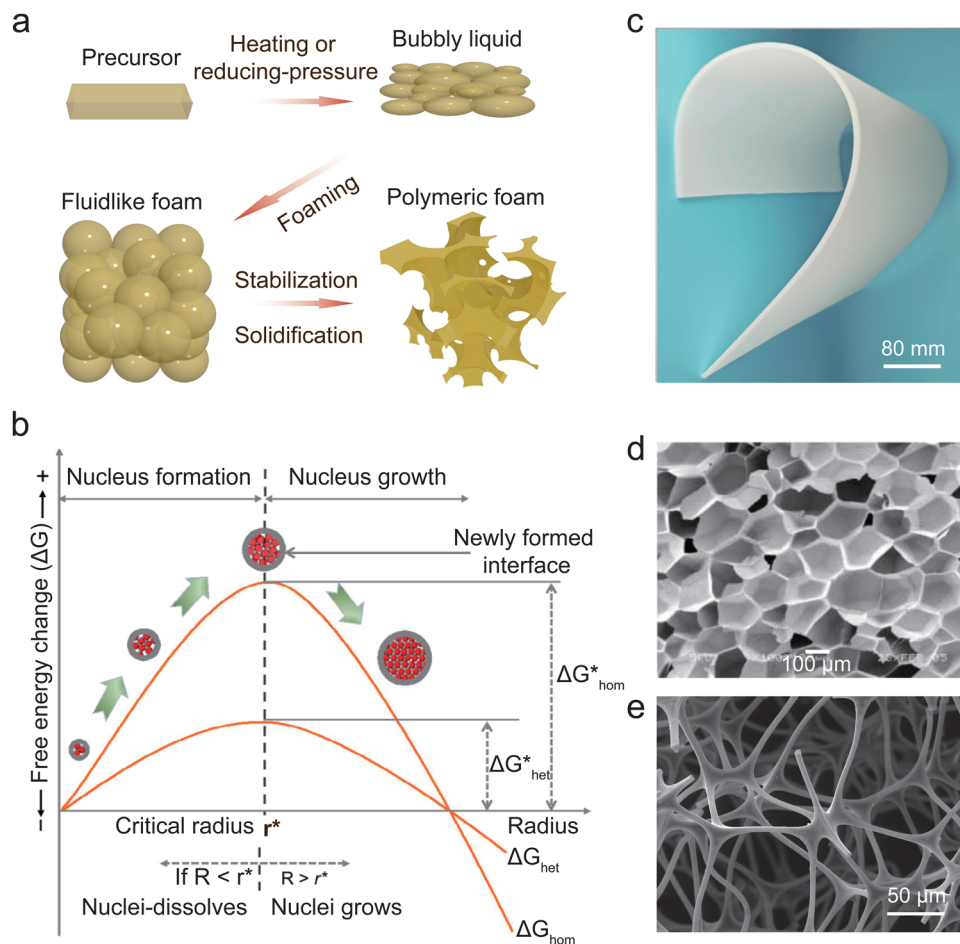 a
Precursor
Heating or
reducing-pressure
Bubbly liquid
Foaming
Fluidlike foam
Stabilization
Solidification
Polymeric foam
b
− ← Free energy change (ΔG) → +
Nucleus formation
Nucleus growth
Newly formed
interface
ΔG*hom
ΔG*het
Critical radius r*
Radius
ΔGhet
If R < r*
R > r*
Nuclei-dissolves
Nuclei grows
ΔGhom
c
80 mm
d
100 μm
e
50 μm